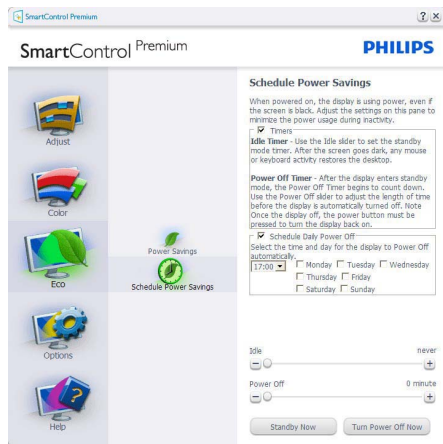 SmartControl Premium
SmartControl Premium
PHILIPS
Adjust
Color
Eco
Options
Help
Power Savings
Schedule Power Savings
Schedule Power Savings
When powered on, the display is using power, even if
the screen is black. Adjust the settings on this pane to
minimize the power usage during inactivity.
Timers
Idle Timer - Use the Idle slider to set the standby
mode timer. After the screen goes dark, any mouse
or keyboard activity restores the desktop.
Power Off Timer - After the display enters standby
mode, the Power Off Timer begins to count down.
Use the Power Off slider to adjust the length of time
before the display is automatically turned off. Note
Once the display off, the power button must be
pressed to turn the display back on.
Schedule Daily Power Off
Select the time and day for the display to Power Off
automatically.
17:00 Monday Tuesday Wednesday
Thursday Friday
Saturday Sunday
Idle never
Power Off 0 minute
Standby Now Turn Power Off Now